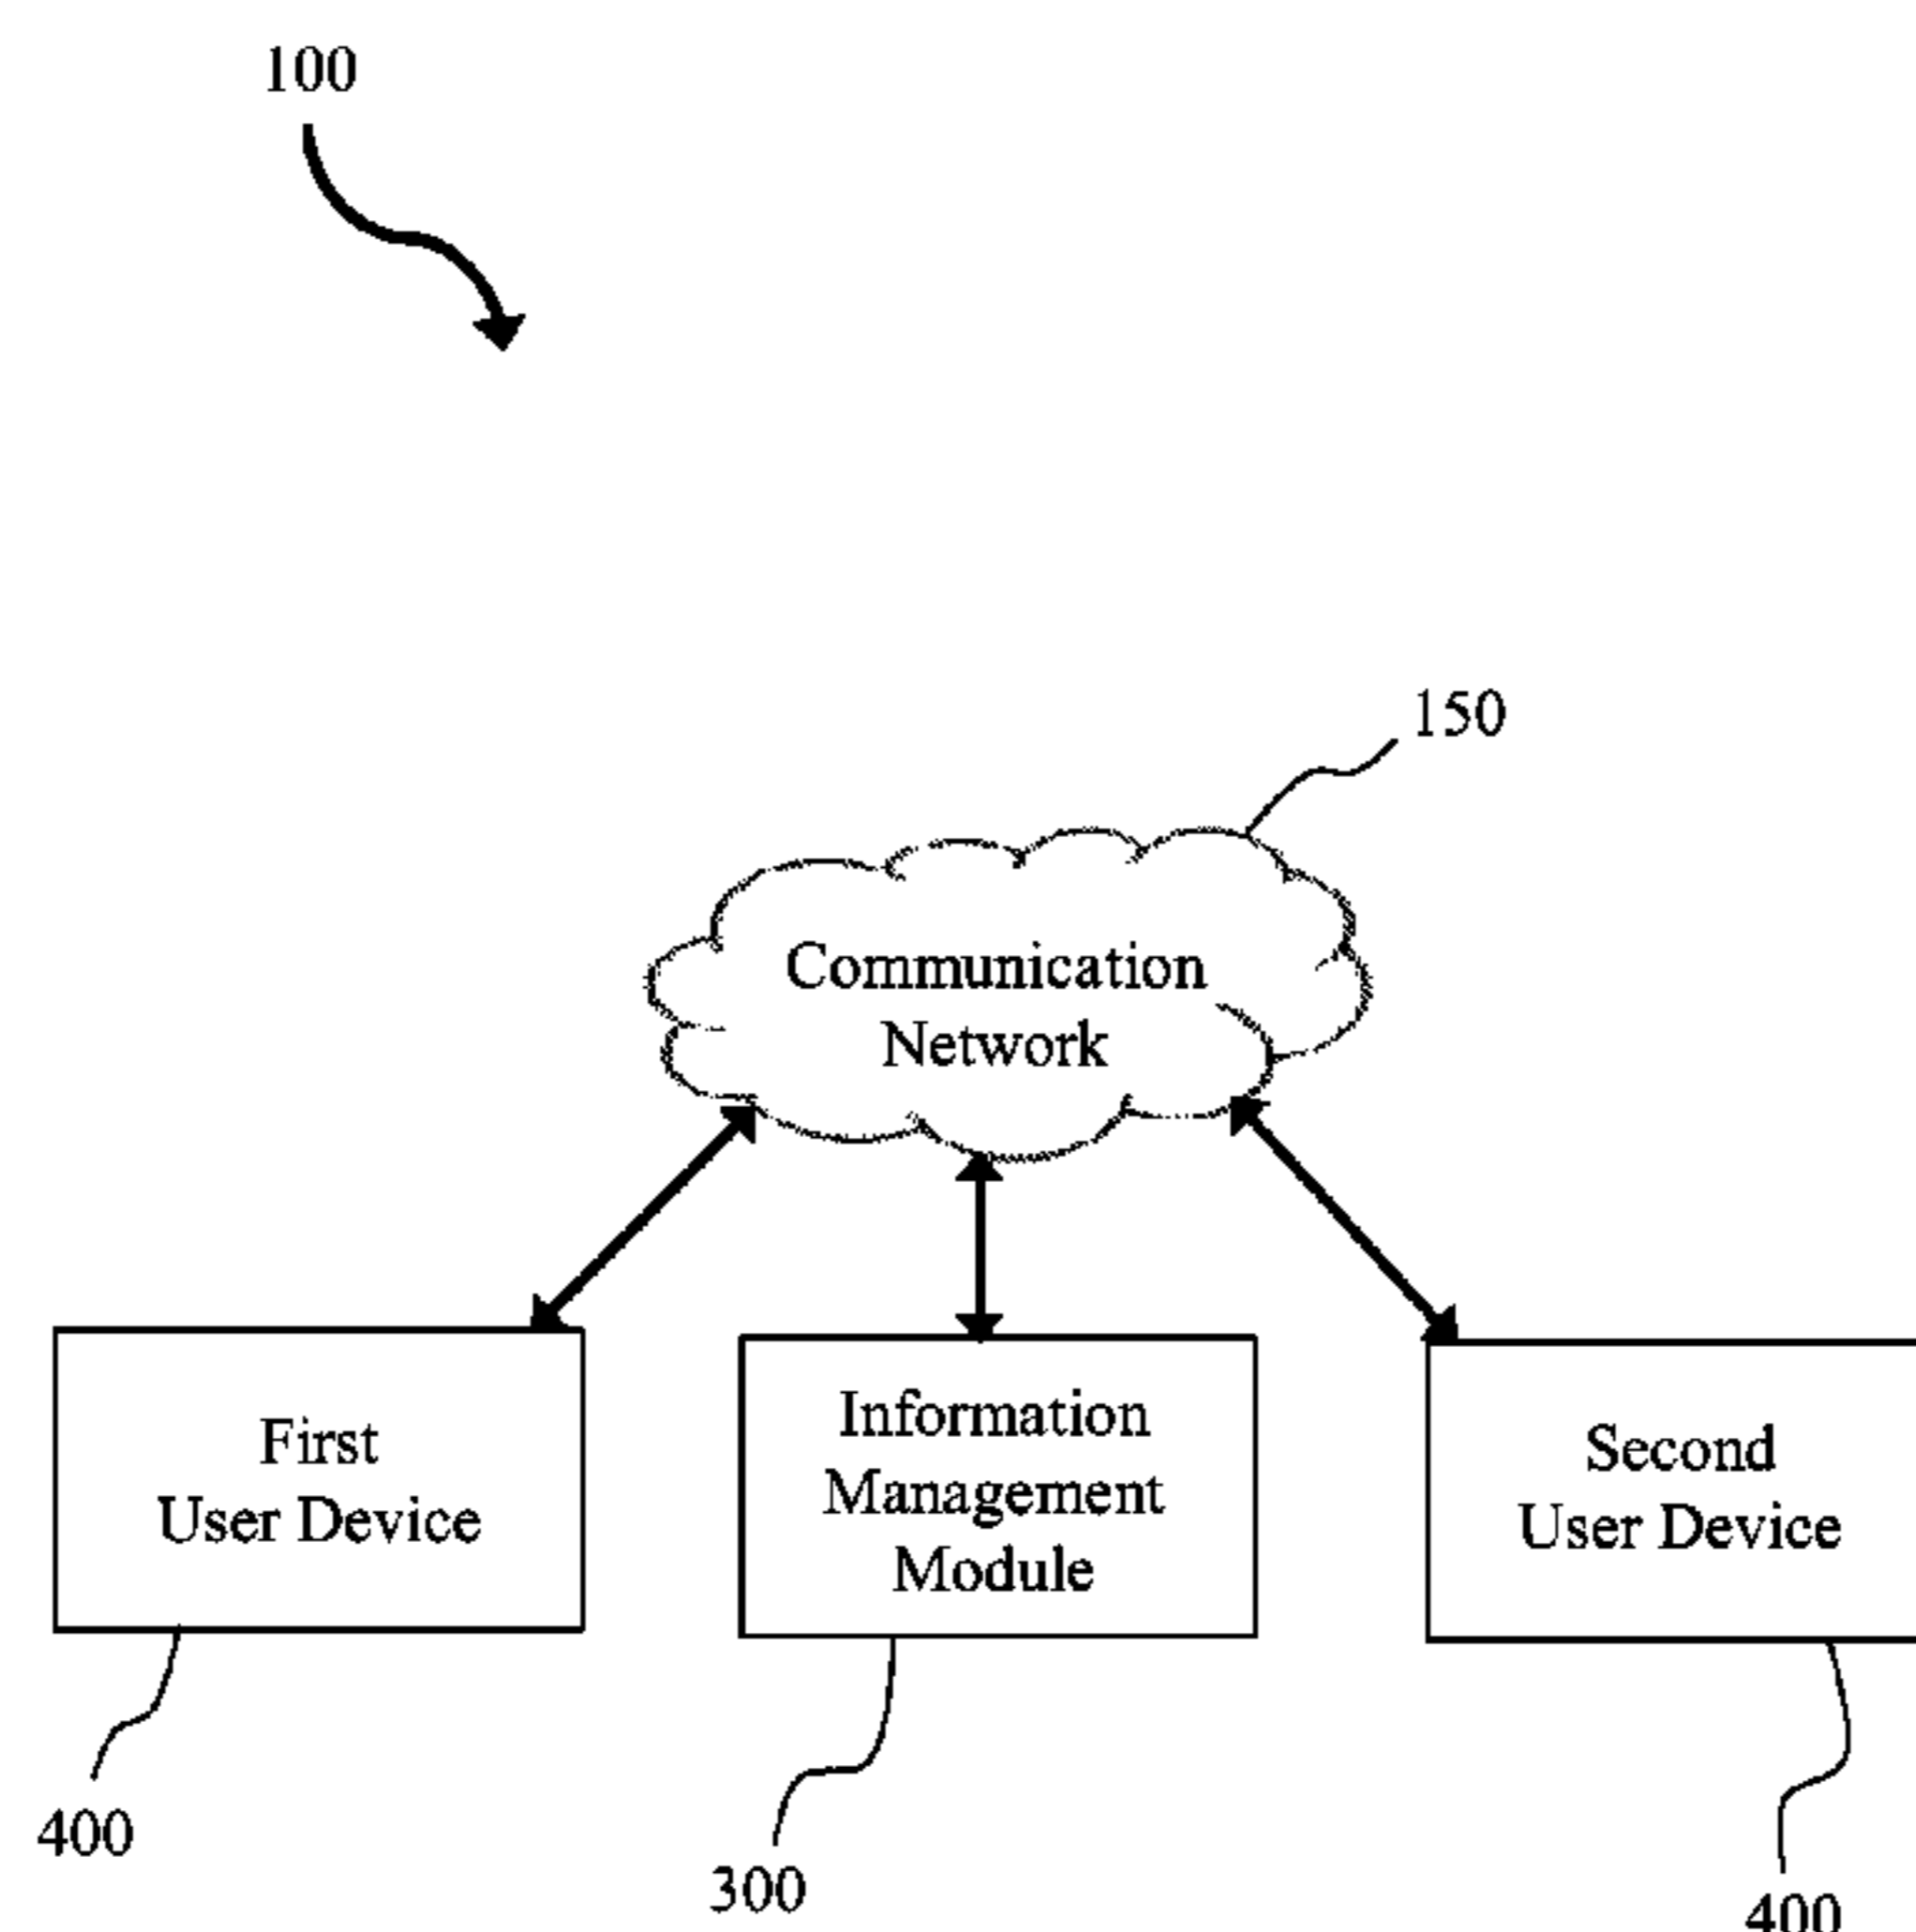 100
150
Communication
Network
First
User Device
Information
Management
Module
Second
User Device
400
300
400